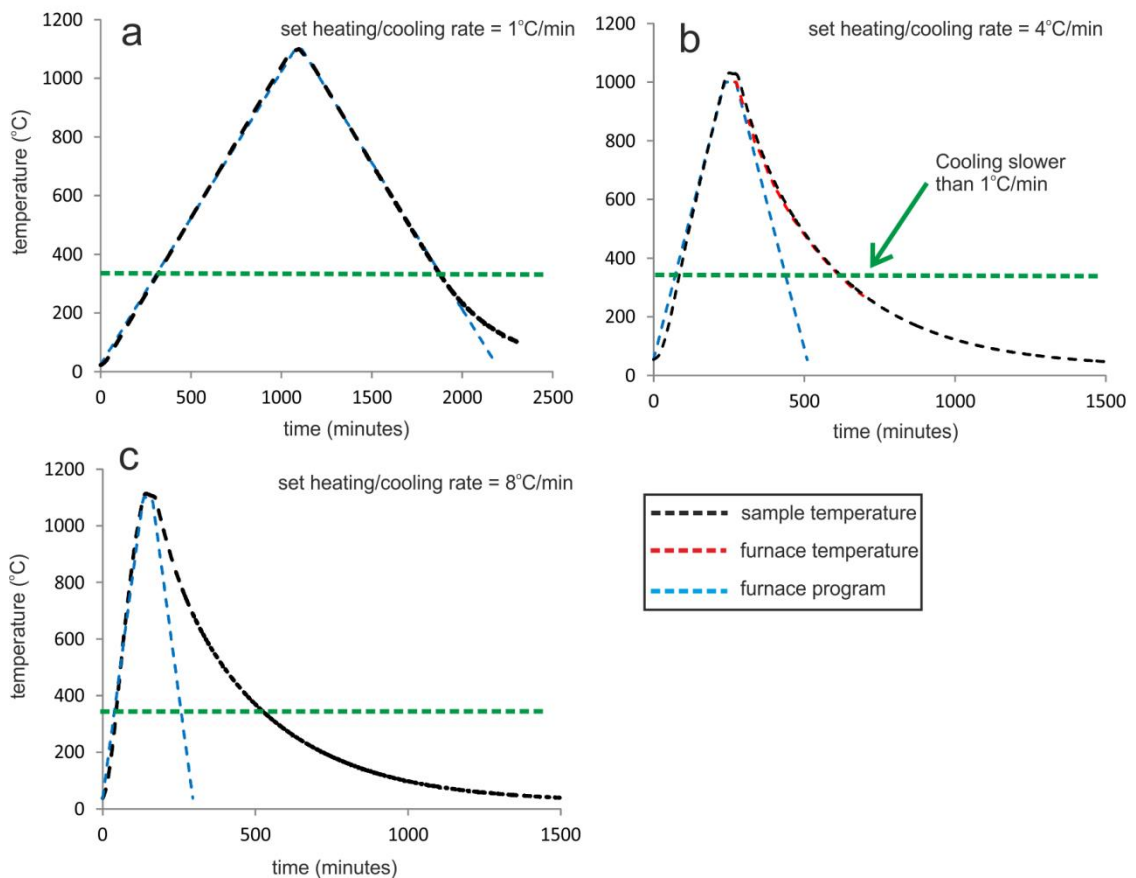 a
set heating/cooling rate = 1°C/min
1200
1000
800
600
400
200
0
temperature (°C)
0 500 1000 1500 2000 2500
time (minutes)
b
set heating/cooling rate = 4°C/min
1200
1000
800
600
400
200
0
Cooling slower
than 1°C/min
0 500 1000 1500
time (minutes)
c
set heating/cooling rate = 8°C/min
1200
1000
800
600
400
200
0
temperature (°C)
0 500 1000 1500
time (minutes)
sample temperature
furnace temperature
furnace program